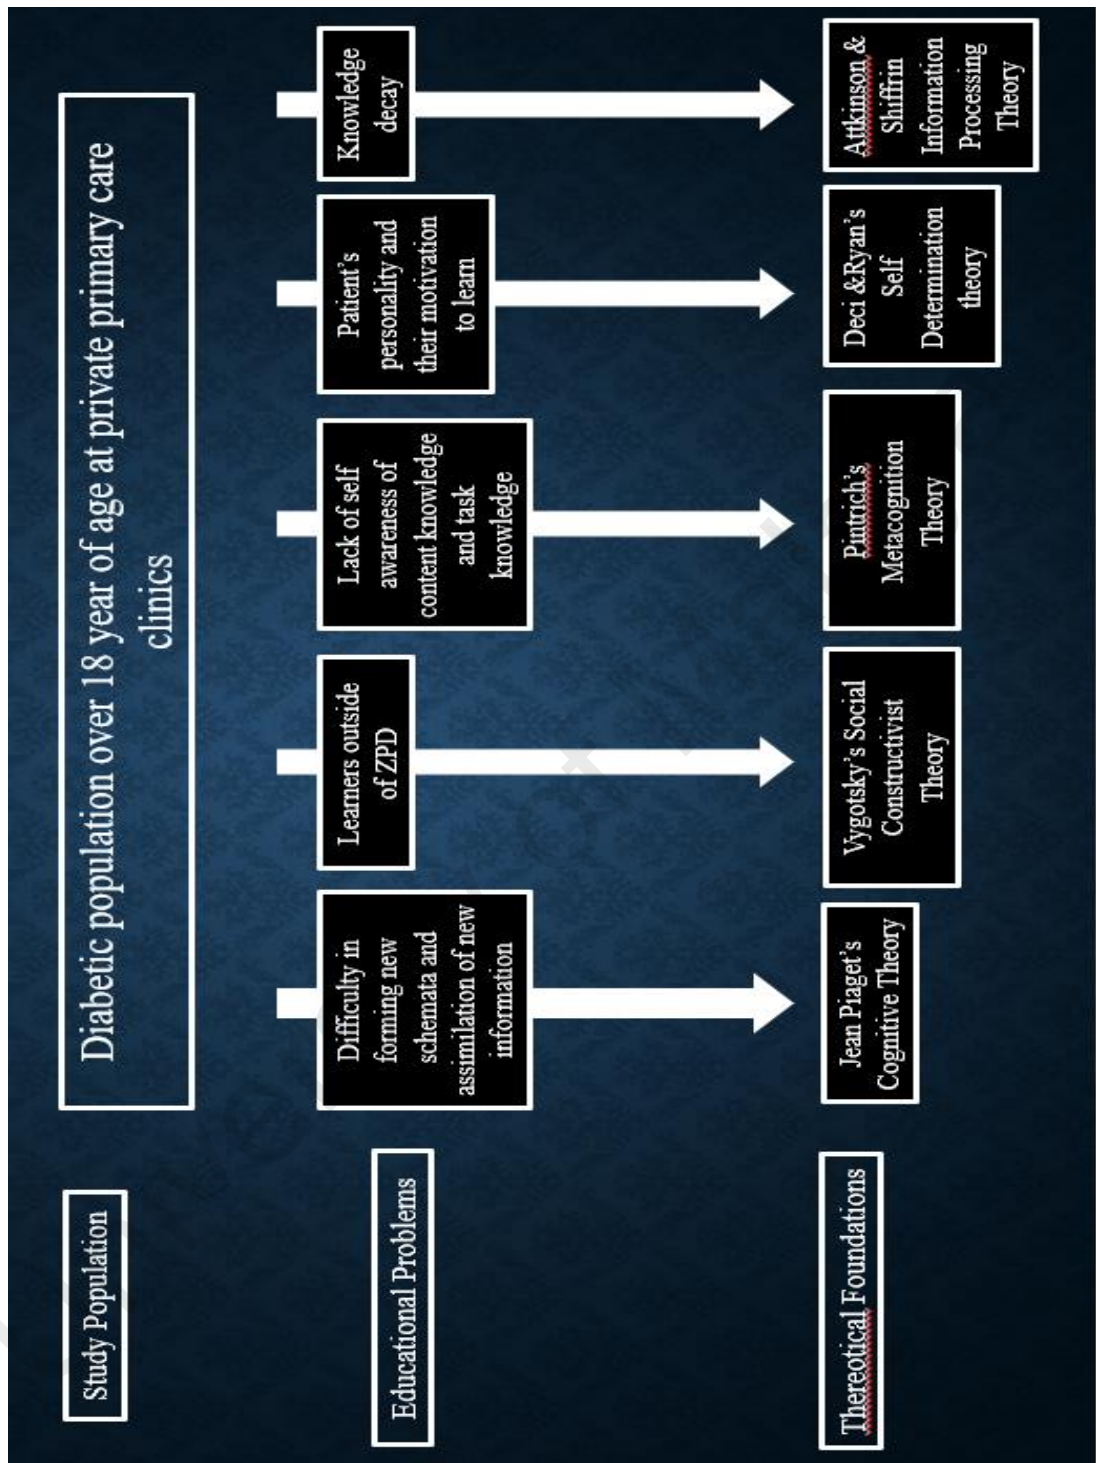 Study Population
Diabetic population over 18 year of age at private primary care
clinics
Educational Problems
Difficulty in
forming new
schemata and
assimilation of new
information
Learners outside
of ZPD
Lack of self
awareness of
content knowledge
and task
knowledge
Patient's
personality and
their motivation
to learn
Knowledge
decay
Thereotical Foundations
Jean Piaget's
Cognitive Theory
Vygotsky's Social
Constructivist
Theory
Pintrich's
Metacognition
Theory
Deci &Ryan's
Self
Determination
theory
Attkinson &
Shiffrin
Information
Processing
Theory